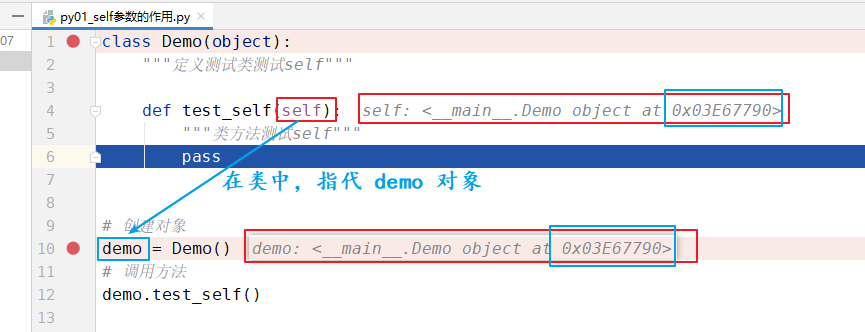 py01_self参数的作用.py
07
1 class Demo(object):
2 """定义测试类测试self"""
3
4 def test_self(self): self: <__main__.Demo object at 0x03E67790>
5 """类方法测试self"""
6 pass
7 在类中，指代 demo 对象
8
9 # 创建对象
10 demo = Demo() demo: <__main__.Demo object at 0x03E67790>
11 # 调用方法
12 demo.test_self()
13